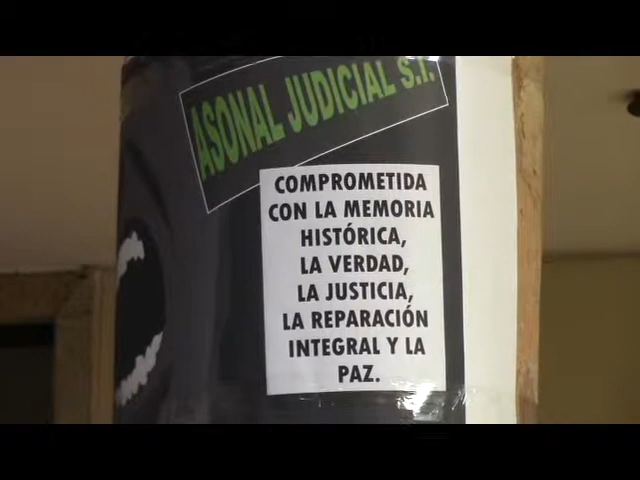 ASONAL JUDICIAL S.I.
COMPROMETIDA
CON LA MEMORIA
HISTÓRICA,
LA VERDAD,
LA JUSTICIA,
LA REPARACIÓN
INTEGRAL Y LA
PAZ.